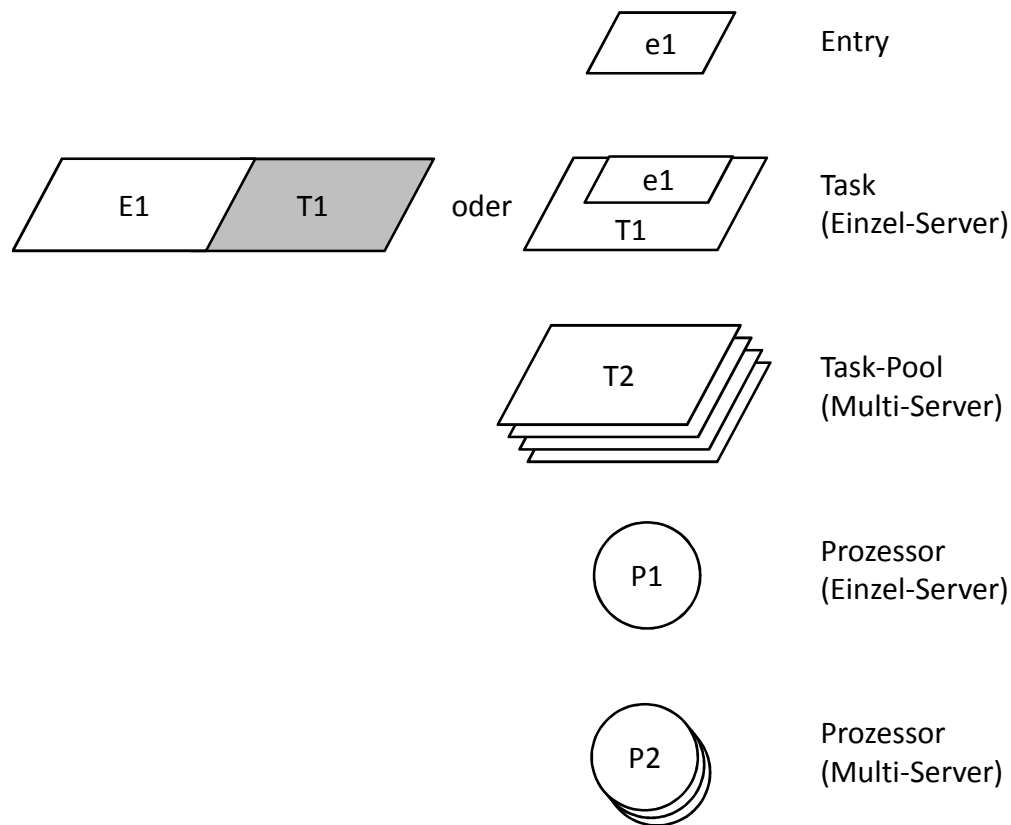 e1
Entry
E1
T1
oder
e1
T1
Task
(Einzel-Server)
T2
Task-Pool
(Multi-Server)
P1
Prozessor
(Einzel-Server)
P2
Prozessor
(Multi-Server)